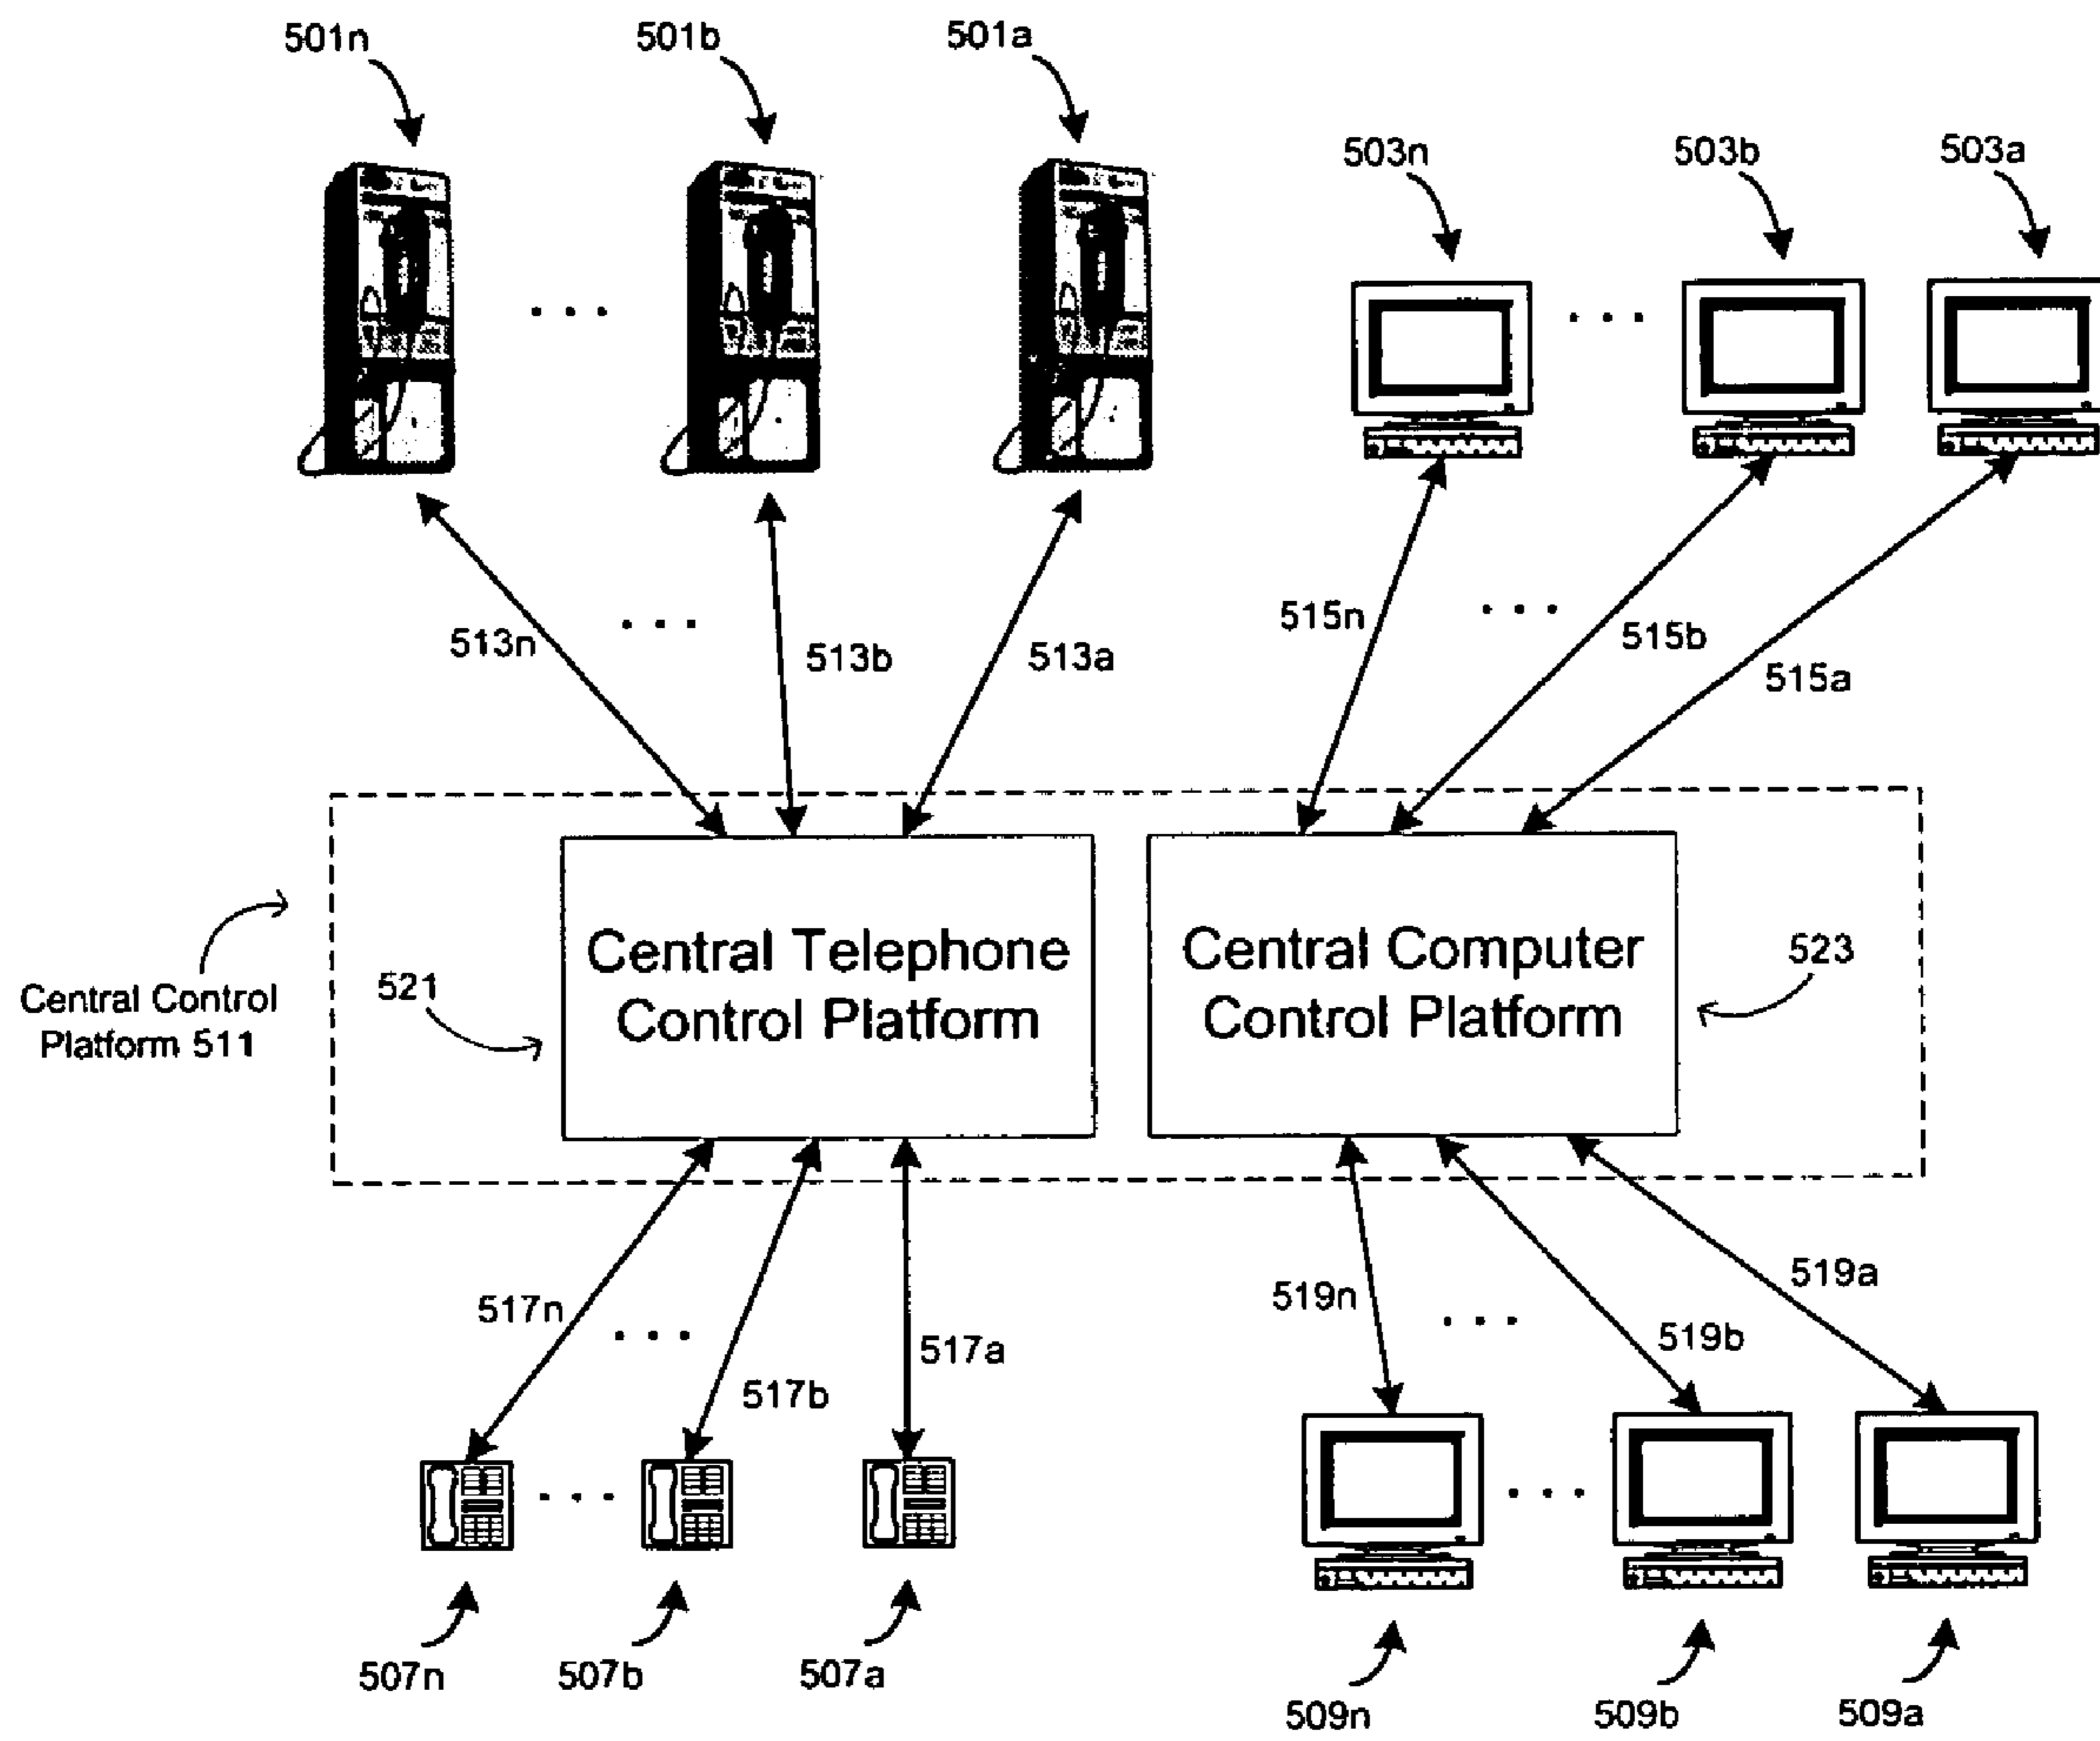 501n
501b
501a
503n
503b
503a
513n
513b
513a
515n
515b
515a
Central Telephone
Control Platform
Central Computer
Control Platform
521
523
Central Control
Platform 511
517n
517b
517a
519n
519b
519a
507n
507b
507a
509n
509b
509a